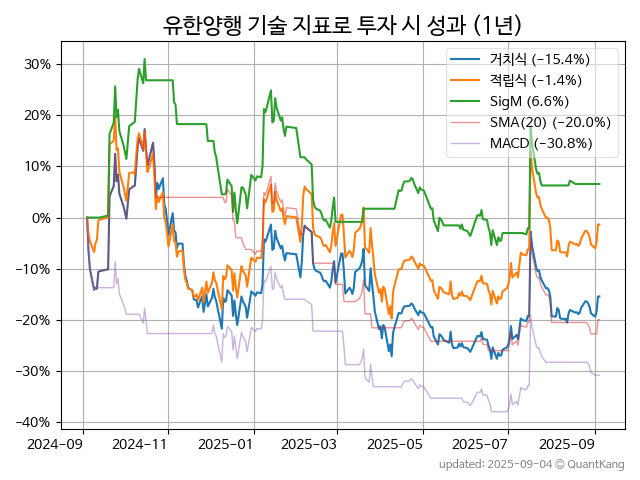 유한양행 기술 지표로 투자 시 성과 (1년)
거치식 (−15.4%)
적립식 (−1.4%)
SigM (6.6%)
SMA(20) (−20.0%)
MACD (−30.8%)
30%
20%
10%
0%
−10%
−20%
−30%
−40%
2024-09 2024-11 2025-01 2025-03 2025-05 2025-07 2025-09
updated: 2025-09-04 © QuantKang